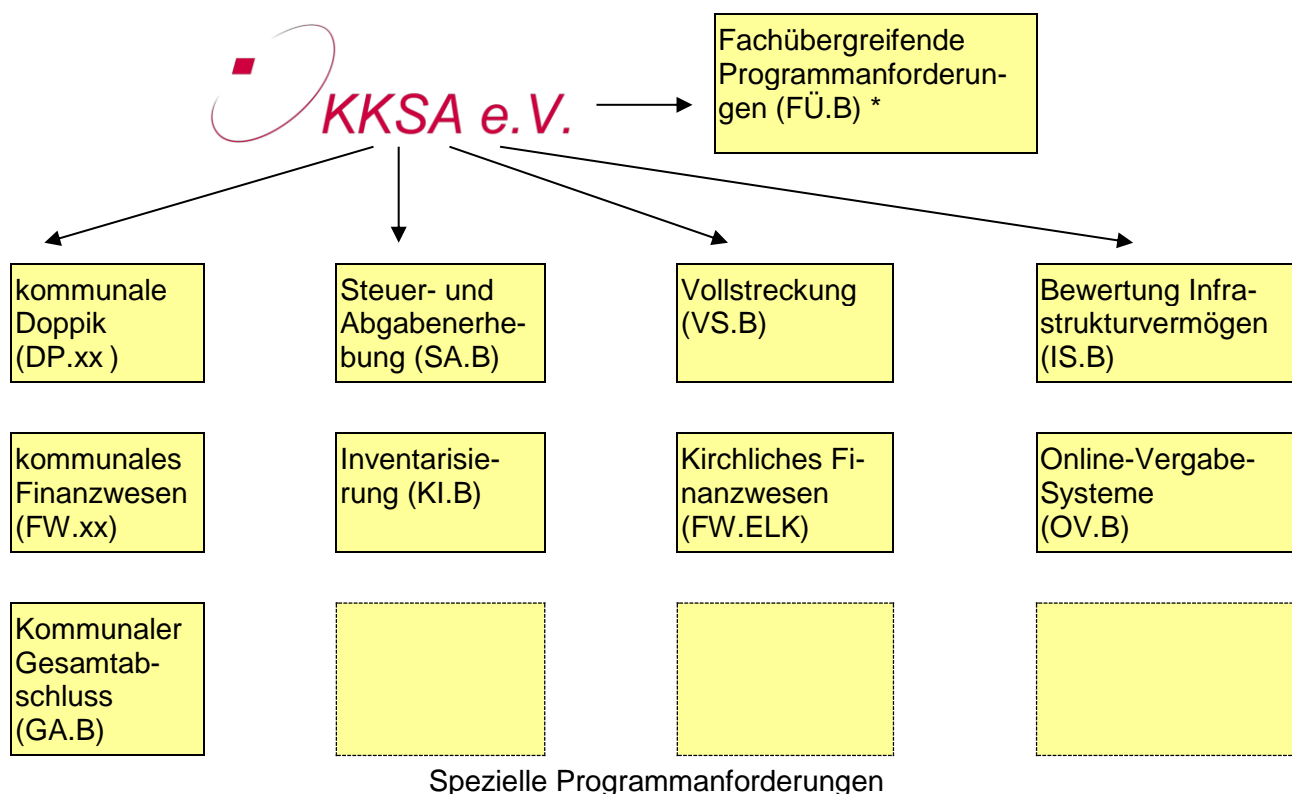 KKSA e.V.
Fachübergreifende
Programmanforderun-
gen (FÜ.B) *
kommunale
Doppik
(DP.xx )
Steuer- und
Abgabenerhe-
bung (SA.B)
Vollstreckung
(VS.B)
Bewertung Infra-
strukturvermögen
(IS.B)
kommunales
Finanzwesen
(FW.xx)
Inventarisie-
rung (KI.B)
Kirchliches Fi-
nanzwesen
(FW.ELK)
Online-Vergabe-
Systeme
(OV.B)
Kommunaler
Gesamtab-
schluss
(GA.B)
Spezielle Programmanforderungen